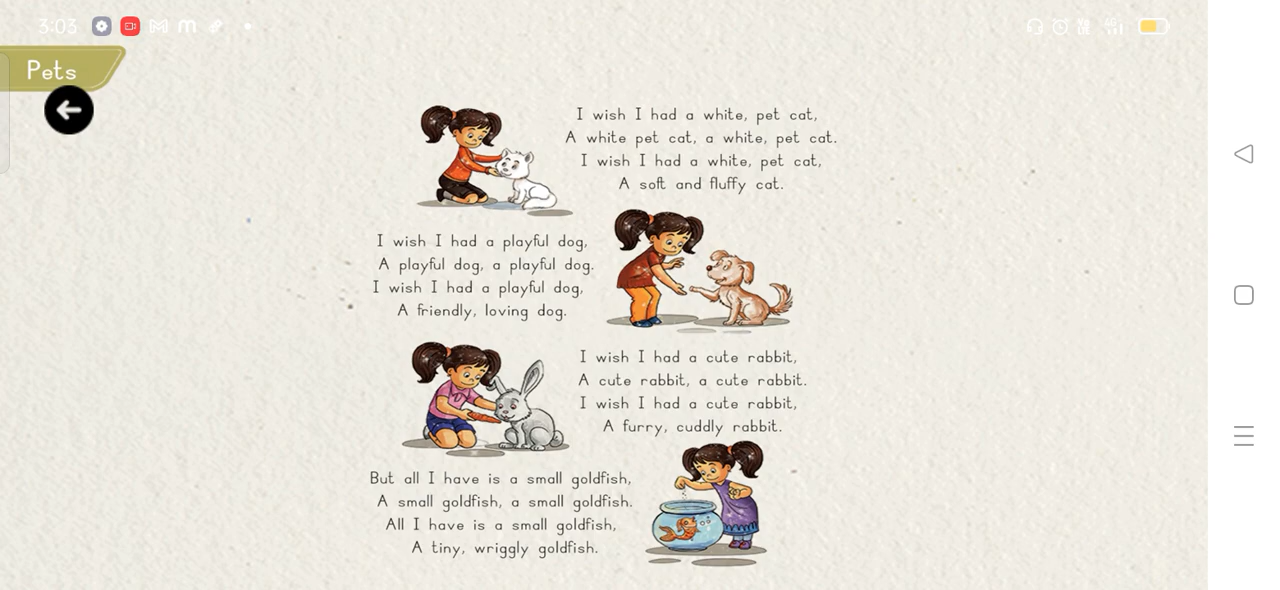 3:03
Pets
I wish I had a white, pet cat,
A white pet cat, a white, pet cat.
I wish I had a white, pet cat,
A soft and fluffy cat.
I wish I had a playful dog,
A playful dog, a playful dog.
I wish I had a playful dog,
A friendly, loving dog.
I wish I had a cute rabbit,
A cute rabbit, a cute rabbit.
I wish I had a cute rabbit,
A furry, cuddly rabbit.
But all I have is a small goldfish,
A small goldfish, a small goldfish.
All I have is a small goldfish,
A tiny, wriggly goldfish.